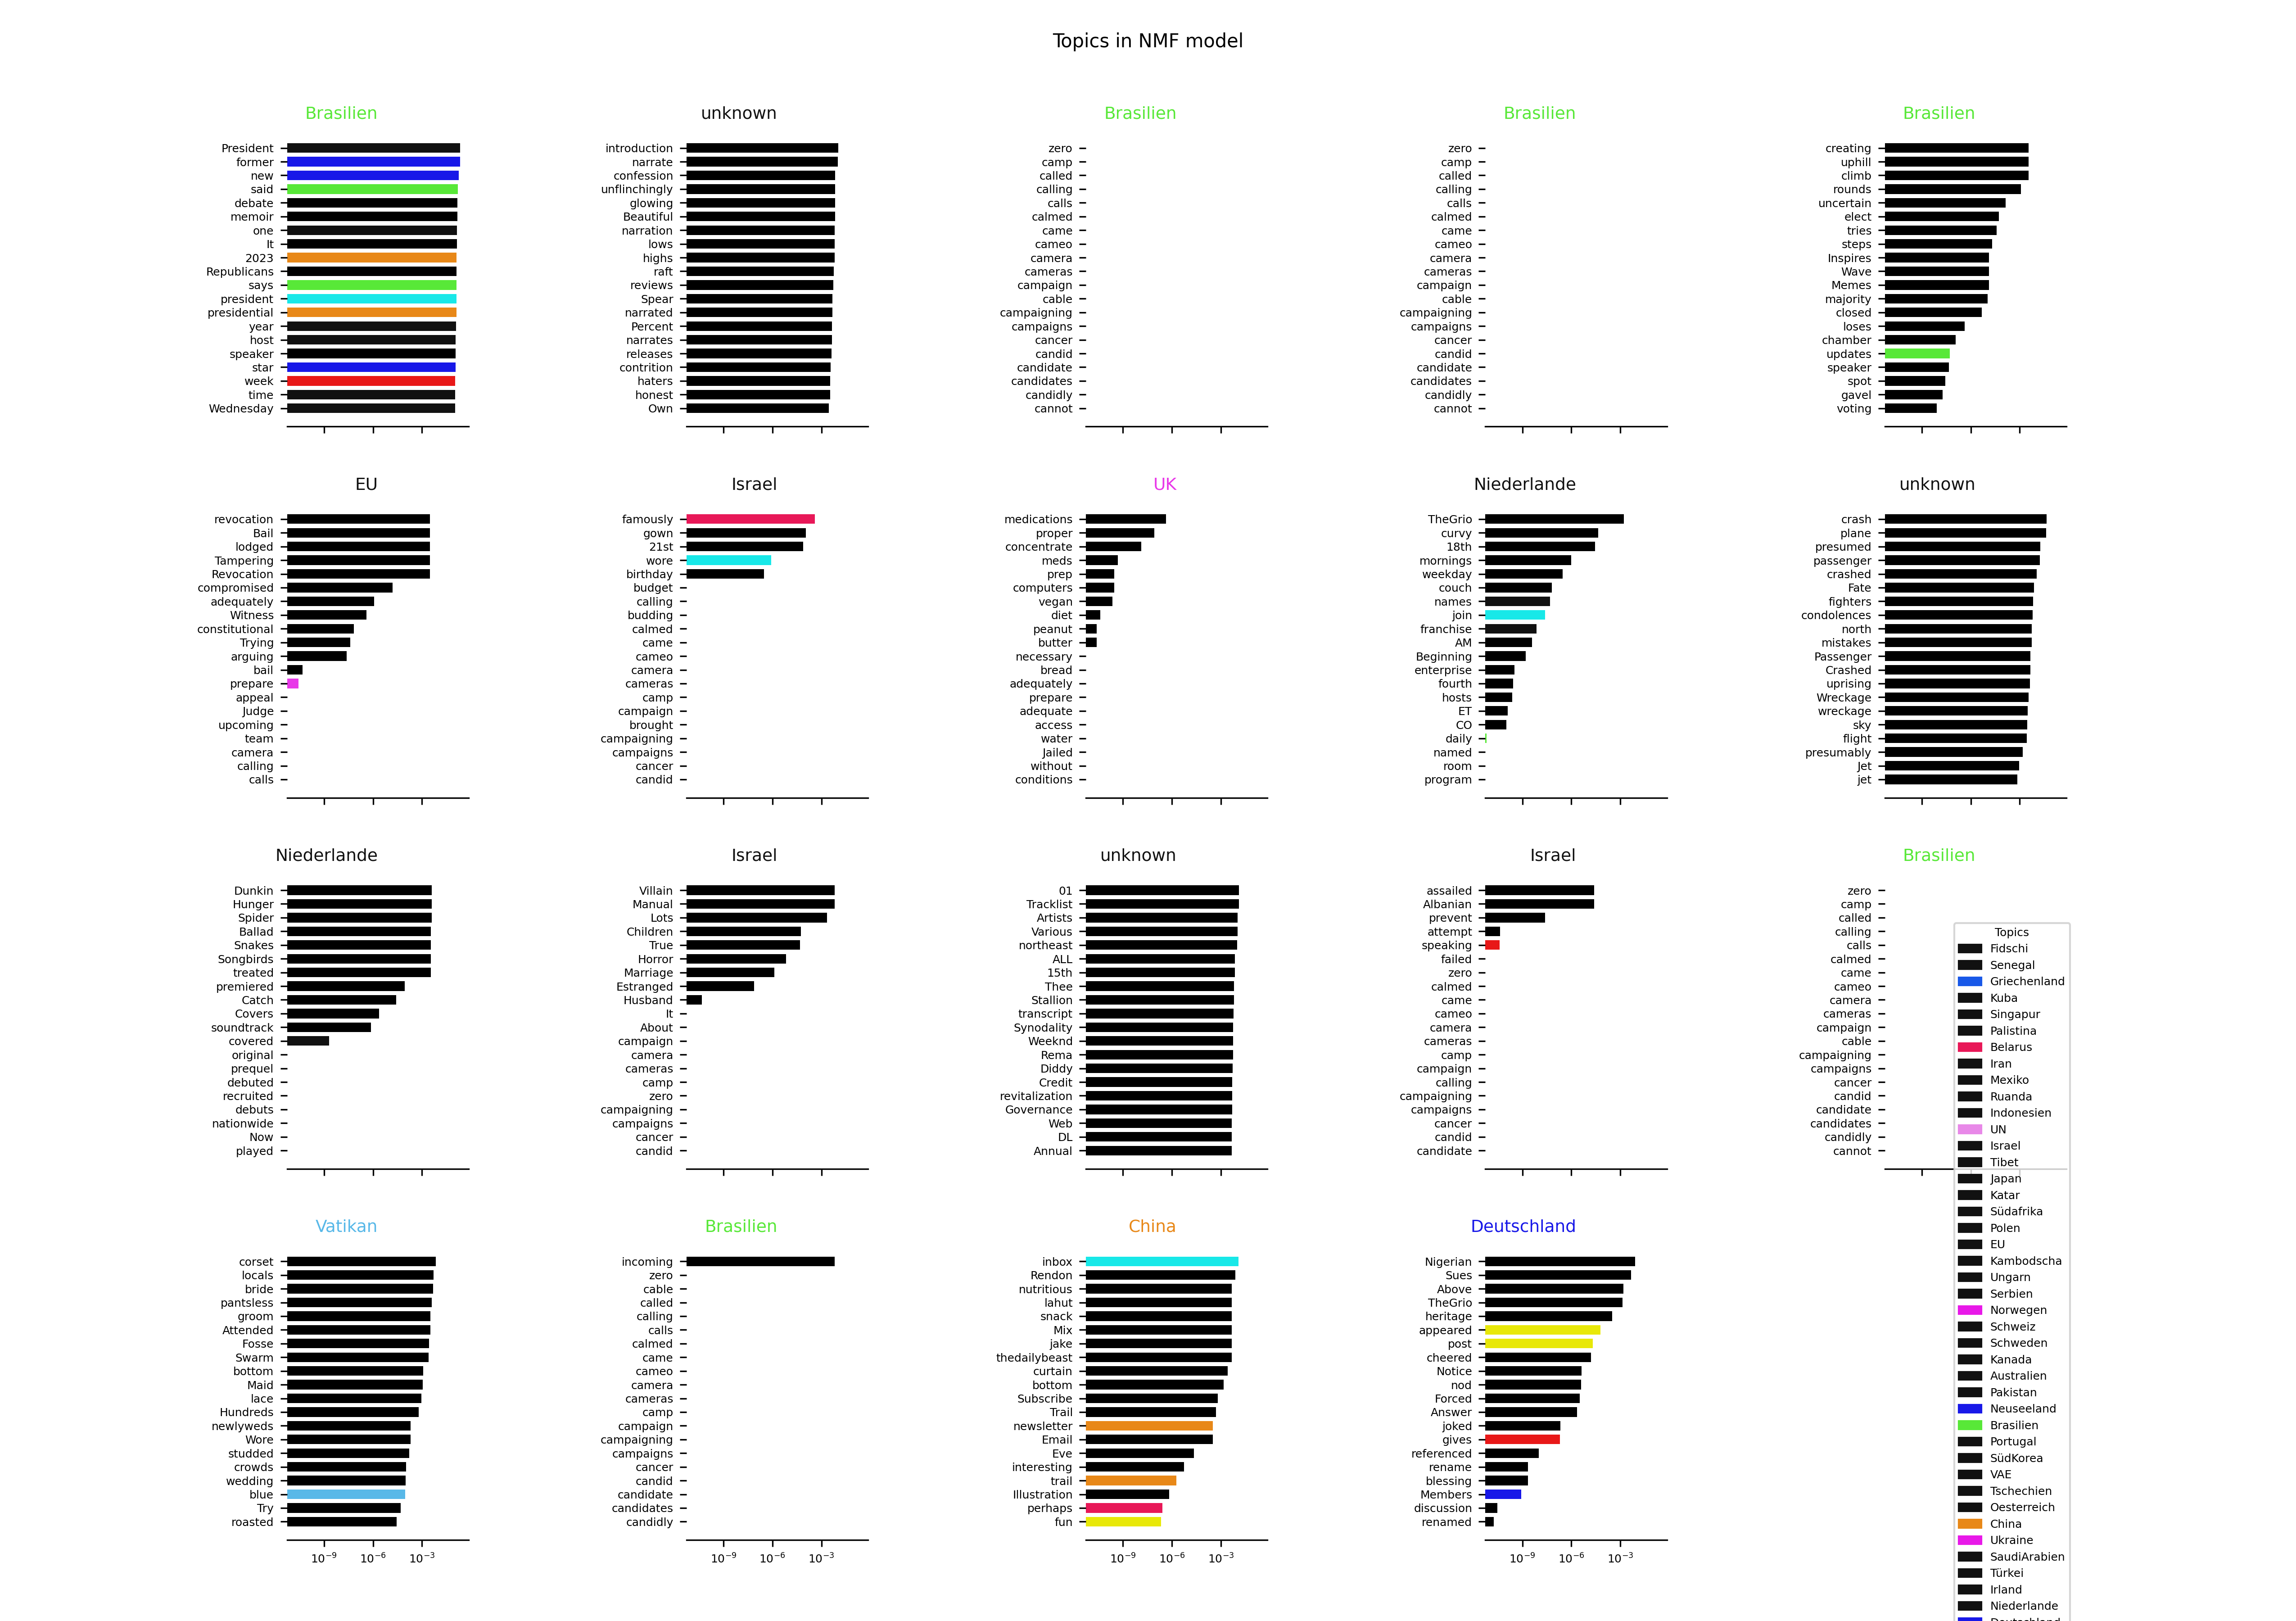 Topics in NMF model
Brasilien
President
former
new
said
debate
memoir
one
It
2023
Republicans
says
president
presidential
year
host
speaker
star
week
time
Wednesday
unknown
introduction
narrate
confession
unflinchingly
glowing
Beautiful
narration
lows
highs
raft
reviews
Spear
narrated
Percent
narrates
releases
contrition
haters
honest
Own
Brasilien
zero
camp
called
calling
calls
calmed
came
cameo
camera
cameras
campaign
cable
campaigning
campaigns
cancer
candid
candidate
candidates
candidly
cannot
Brasilien
zero
camp
called
calling
calls
calmed
came
cameo
camera
cameras
campaign
cable
campaigning
campaigns
cancer
candid
candidate
candidates
candidly
cannot
Brasilien
creating
uphill
climb
rounds
uncertain
elect
tries
steps
Inspires
Wave
Memes
majority
closed
loses
chamber
updates
speaker
spot
gavel
voting
EU
revocation
Bail
lodged
Tampering
Revocation
compromised
adequately
Witness
constitutional
Trying
arguing
bail
prepare
appeal
Judge
upcoming
team
camera
calling
calls
Israel
famously
gown
21st
wore
birthday
budget
calling
budding
calmed
came
cameo
camera
cameras
camp
campaign
brought
campaigning
campaigns
cancer
candid
UK
medications
proper
concentrate
meds
prep
computers
vegan
diet
peanut
butter
necessary
bread
adequately
prepare
adequate
access
water
Jailed
without
conditions
Niederlande
TheGrio
curvy
18th
mornings
weekday
couch
names
join
franchise
AM
Beginning
enterprise
fourth
hosts
ET
CO
daily
named
room
program
unknown
crash
plane
presumed
passenger
crashed
Fate
fighters
condolences
north
mistakes
Passenger
Crashed
uprising
Wreckage
wreckage
sky
flight
presumably
Jet
jet
Niederlande
Dunkin
Hunger
Spider
Ballad
Snakes
Songbirds
treated
premiered
Catch
Covers
soundtrack
covered
original
prequel
debuted
recruited
debuts
nationwide
Now
played
Israel
Villain
Manual
Lots
Children
True
Horror
Marriage
Estranged
Husband
It
About
campaign
camera
cameras
camp
zero
campaigning
campaigns
cancer
candid
unknown
01
Tracklist
Artists
Various
northeast
ALL
15th
Thee
Stallion
transcript
Synodality
Weeknd
Rema
Diddy
Credit
revitalization
Governance
Web
DL
Annual
Israel
assailed
Albanian
prevent
attempt
speaking
failed
zero
calmed
came
cameo
camera
cameras
camp
campaign
calling
campaigning
campaigns
cancer
candid
candidate
Brasilien
zero
camp
called
calling
calls
calmed
came
cameo
camera
cameras
campaign
cable
campaigning
campaigns
cancer
candid
candidate
candidates
candidly
cannot
Vatikan
corset
locals
bride
pantsless
groom
Attended
Fosse
Swarm
bottom
Maid
lace
Hundreds
newlyweds
Wore
studded
crowds
wedding
blue
Try
roasted
10⁻⁹ 10⁻⁶ 10⁻³
Brasilien
incoming
zero
cable
called
calling
calls
calmed
came
cameo
camera
cameras
camp
campaign
campaigning
campaigns
cancer
candid
candidate
candidates
candidly
10⁻⁹ 10⁻⁶ 10⁻³
China
inbox
Rendon
nutritious
lahut
snack
Mix
jake
thedailybeast
curtain
bottom
Subscribe
Trail
newsletter
Email
Eve
interesting
trail
Illustration
perhaps
fun
10⁻⁹ 10⁻⁶ 10⁻³
Deutschland
Nigerian
Sues
Above
TheGrio
heritage
appeared
post
cheered
Notice
nod
Forced
Answer
joked
gives
referenced
rename
blessing
Members
discussion
renamed
10⁻⁹ 10⁻⁶ 10⁻³
Topics
Fidschi
Senegal
Griechenland
Kuba
Singapur
Palistina
Belarus
Iran
Mexiko
Ruanda
Indonesien
UN
Israel
Tibet
Japan
Katar
Südafrika
Polen
EU
Kambodscha
Ungarn
Serbien
Norwegen
Schweiz
Schweden
Kanada
Australien
Pakistan
Neuseeland
Brasilien
Portugal
SüdKorea
VAE
Tschechien
Oesterreich
China
Ukraine
SaudiArabien
Türkei
Irland
Niederlande